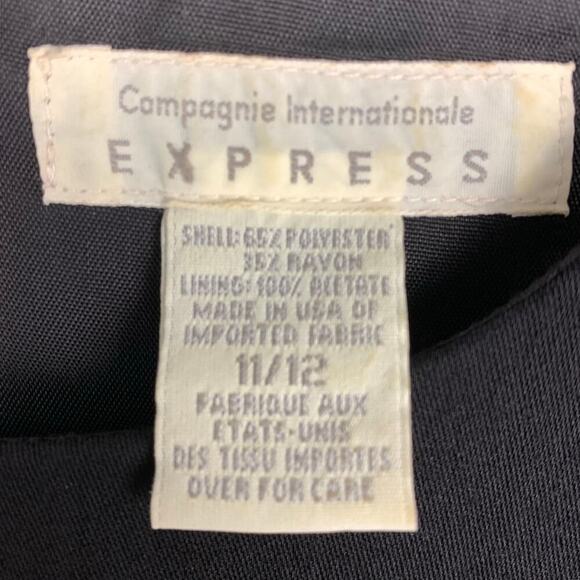 Compagnie Internationale
EXPRESS
SHELL: 65% POLYESTER
35% RAYON
LINING: 100% ACETATE
MADE IN USA OF
IMPORTED FABRIC
11/12
FABRIQUE AUX
ETATS-UNIS
DES TISSU IMPORTES
OVER FOR CARE